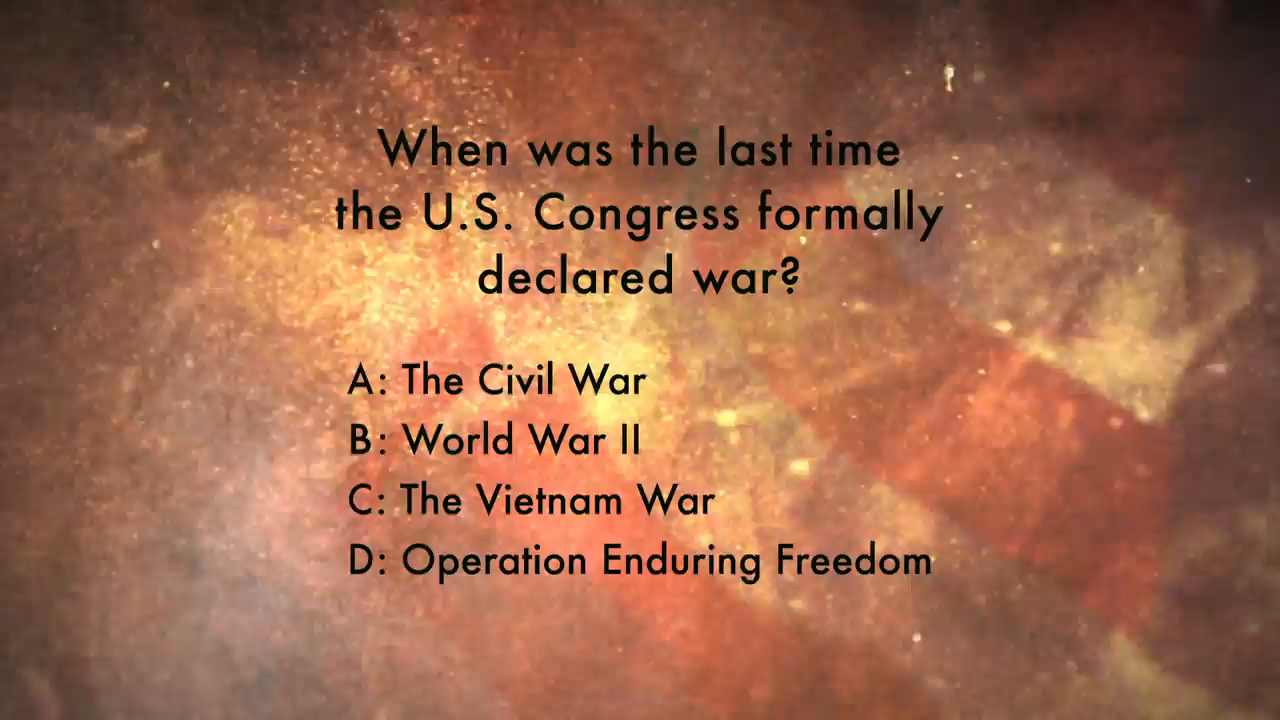 When was the last time
the U.S. Congress formally
declared war?
A: The Civil War
B: World War II
C: The Vietnam War
D: Operation Enduring Freedom